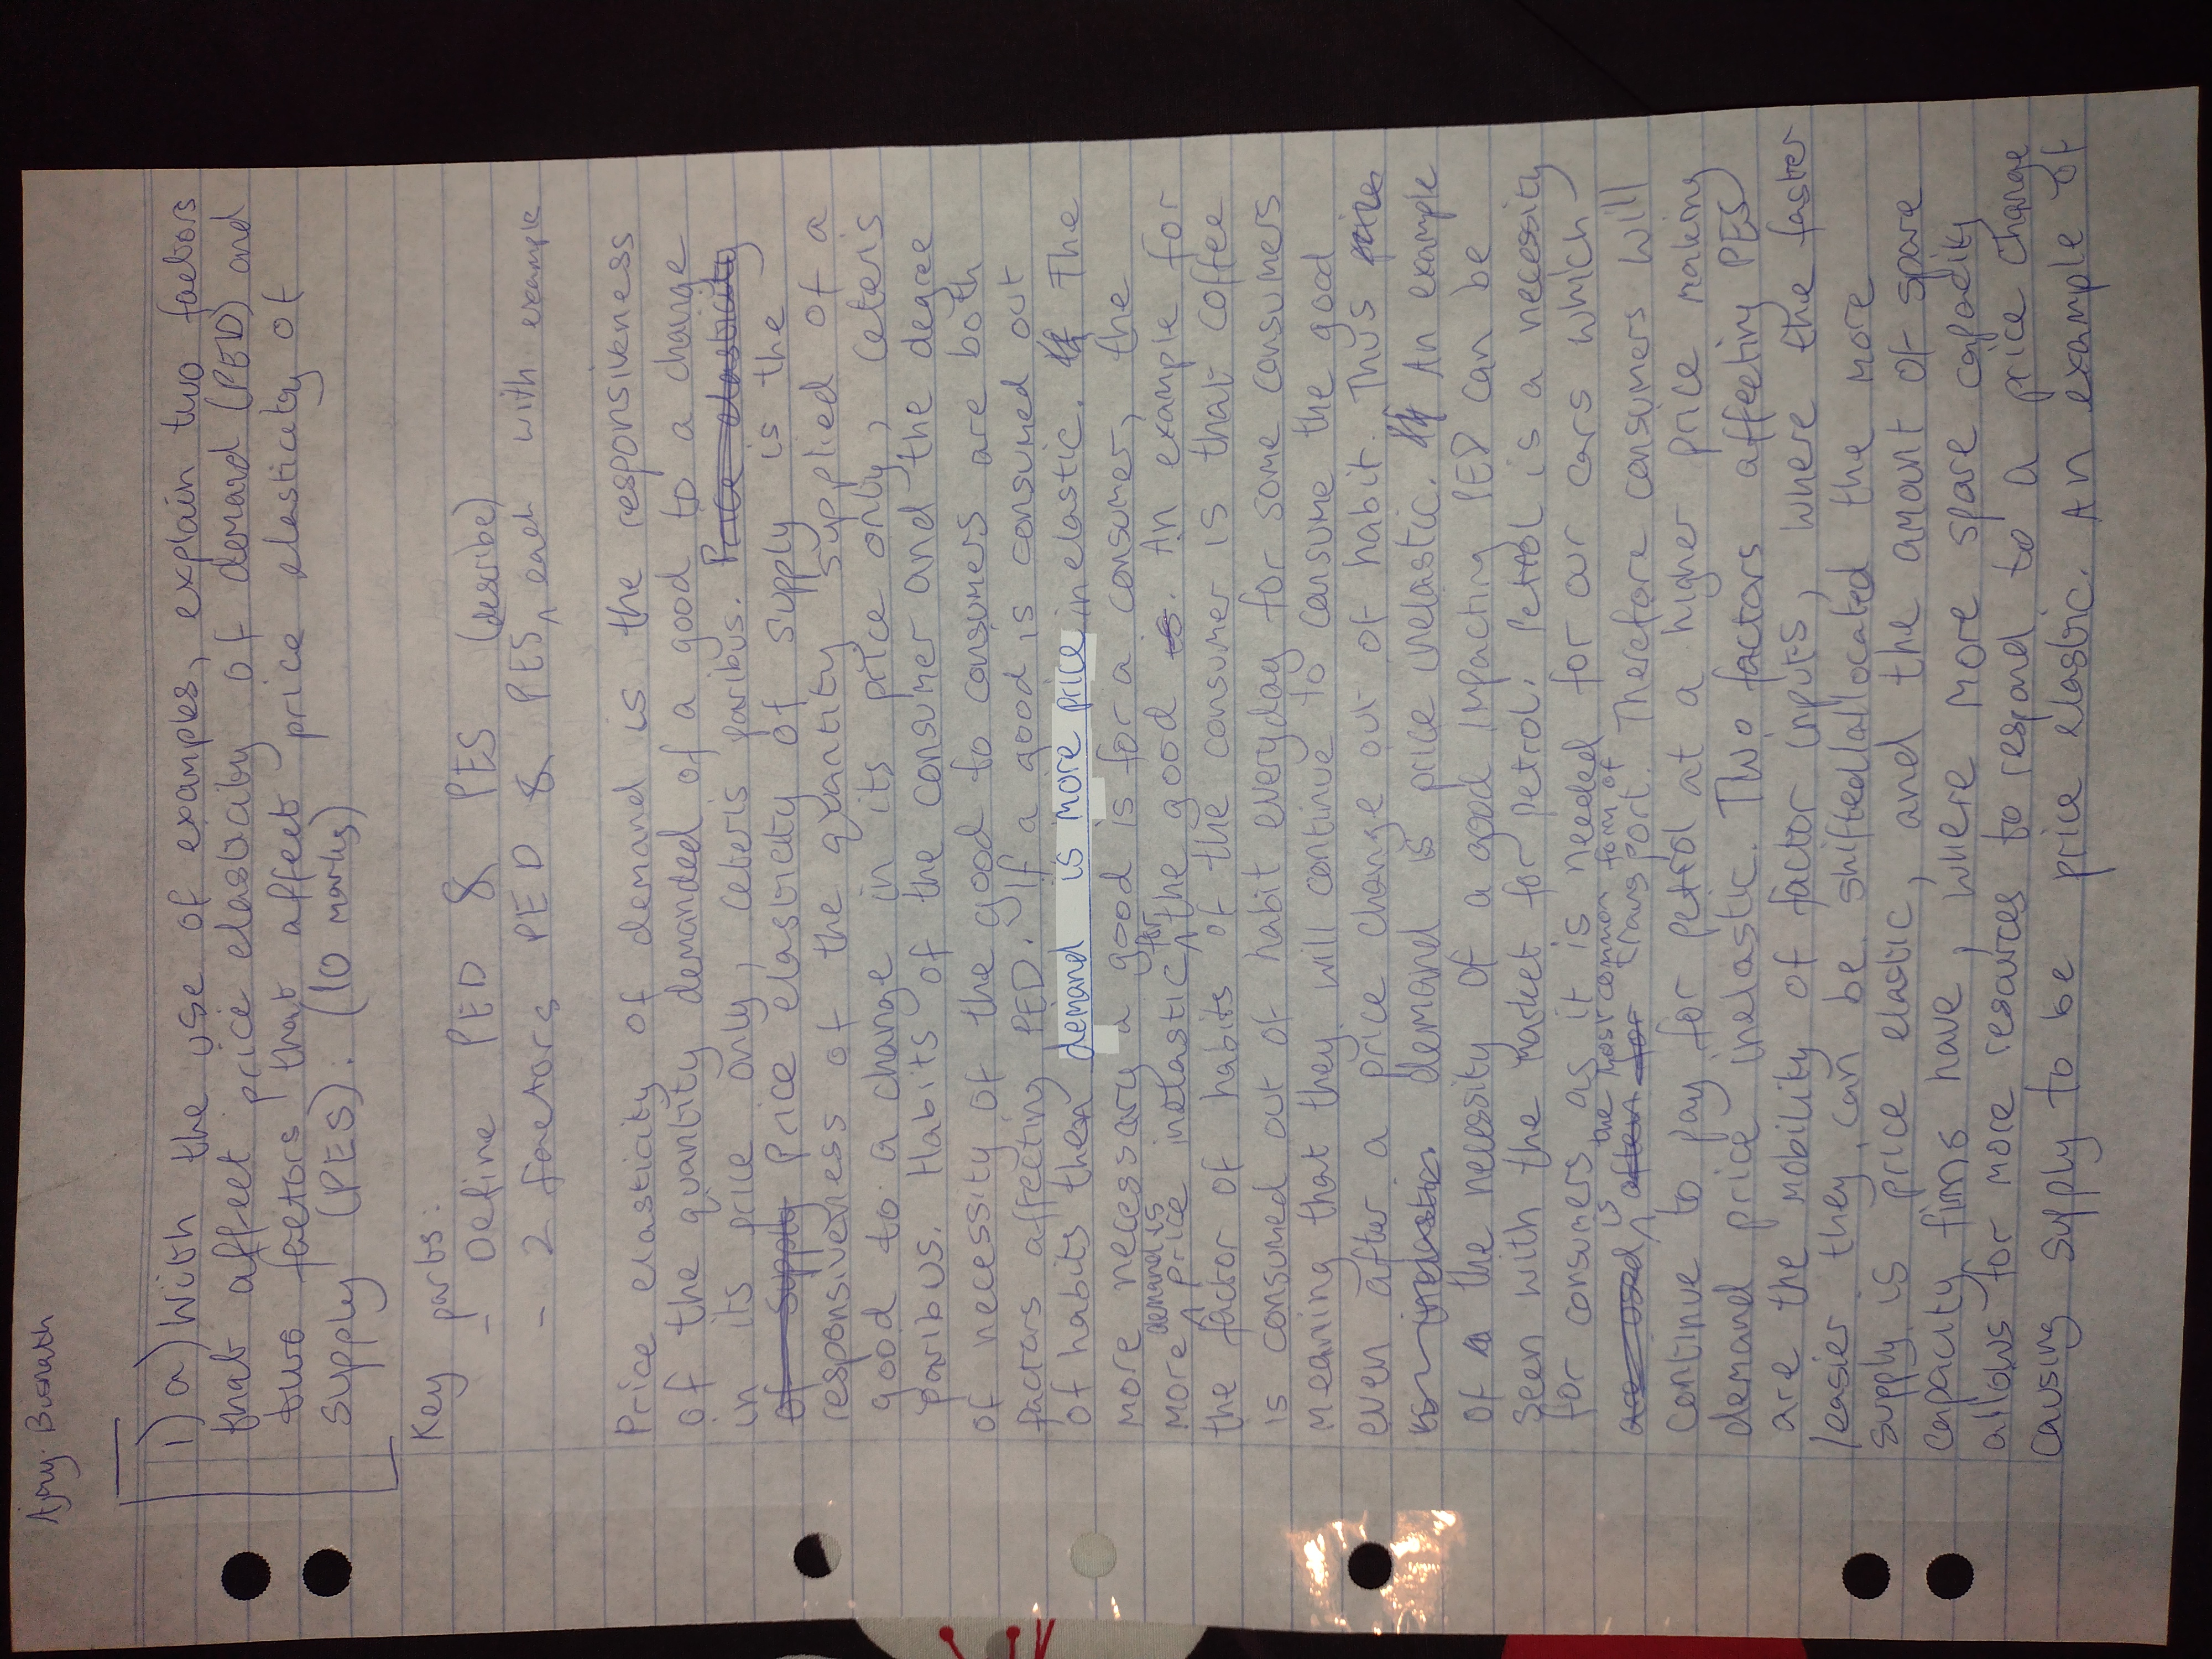 Ajay Bisnath
1) a) With the use of examples, explain two factors
that affect price elasticity of demand (PED) and
two factors that affect price elasticity of
supply (PES). (10 marks)
Key parts:
- Define PED & PES (describe)
- 2 factors PED & PES, each with example
Price elasticity of demand is the responsiveness
of the quantity demanded of a good to a change
in its price only, ceteris paribus. Price elasticity
of supply Price elasticity of supply is the
responsiveness of the quantity supplied of a
good to a change in its price only, ceteris
paribus. Habits of the consumer and the degree
of necessity of the good to consumers are both
factors affecting PED. If a good is consumed out
of habits then demand is more price inelastic. If The
more necessary a good is for a consumer, the
more demand is price inelastic for the good is. An example for
the factor of habits of the consumer is that coffee
is consumed out of habit everyday for some consumers
meaning that they will continue to consume the good
even after a price change out of habit. Thus price
is inelastic. demand is price inelastic. An example
of the necessity of a good impacting PED can be
seen with the market for petrol. Petrol is a necessity
for consumers as it is needed for our cars which
are used is often for the most common form of transport. Therefore consumers will
continue to pay for petrol at a higher price making
demand price inelastic. Two factors affecting PES
are the mobility of factor inputs, where the faster
/easier they can be shifted/allocated the more
supply is price elastic, and the amount of spare
capacity firms have, where more spare capacity
allows for more resources to respond to a price change
causing supply to be price elastic. An example of